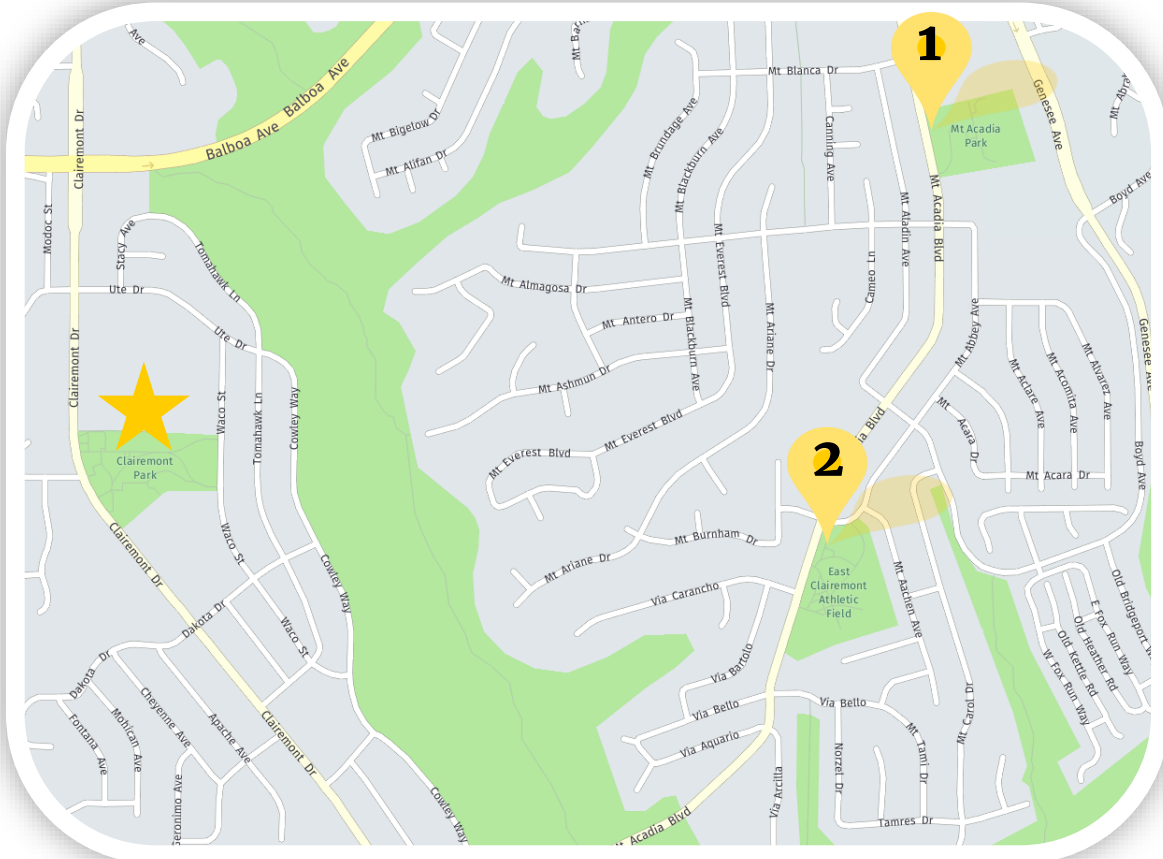 Ave
Mt Bar
1
Balboa Ave
Balboa Ave
Clairemont Dr
Mt Bigelow Dr
Mt Alifan Dr
Mt Blanca Dr
Mt Brundage Ave
Mt Blackburn Ave
Canning Ave
Genesee Ave
Mt Abra
Mt Acadia
Park
Boyd Ave
Modoc St
Stacy Ave
Tomahawk Ln
Ute Dr
Ute Dr
Mt Everest Blvd
Mt Aladin Ave
Mt Acadia Blvd
Cameo Ln
Mt Almagosa Dr
Mt Antero Dr
Mt Blackburn Ave
Mt Ariane Dr
Mt Abbey Ave
Genesee Ave
Clairemont Dr
Waco St
Tomahawk Ln
Cowley Way
Mt Ashmun Dr
Mt Everest Blvd
Mt Everest Blvd
Mt Aclare Ave
Mt Acomita Ave
Mt Alvarez Ave
Mt Acara Dr
Mt Acara Dr
Boyd Ave
ia Blvd
2
Clairemont
Park
Clairemont Dr
Waco St
Cowley Way
Dakota Dr
Waco St
Mt Burnham Dr
Mt Ariane Dr
Via Carancho
East
Clairemont
Athletic
Field
Mt Aachen Ave
Old Bridgeport W
E Fox Run Way
Old Heather Rd
Old Kettle Rd
W Fox Run Way
Dakota Dr
Fontana Ave
Mohican Ave
Cheyenne Ave
Apache Ave
Clairemont Dr
Geronimo Ave
Cowley Way
Via Bartolo
Via Bello
Via Bello
Via Aquario
Via Arcilla
Norzel Dr
Mt Tami Dr
Mt Carol Dr
Tamres Dr
t Acadia Blvd